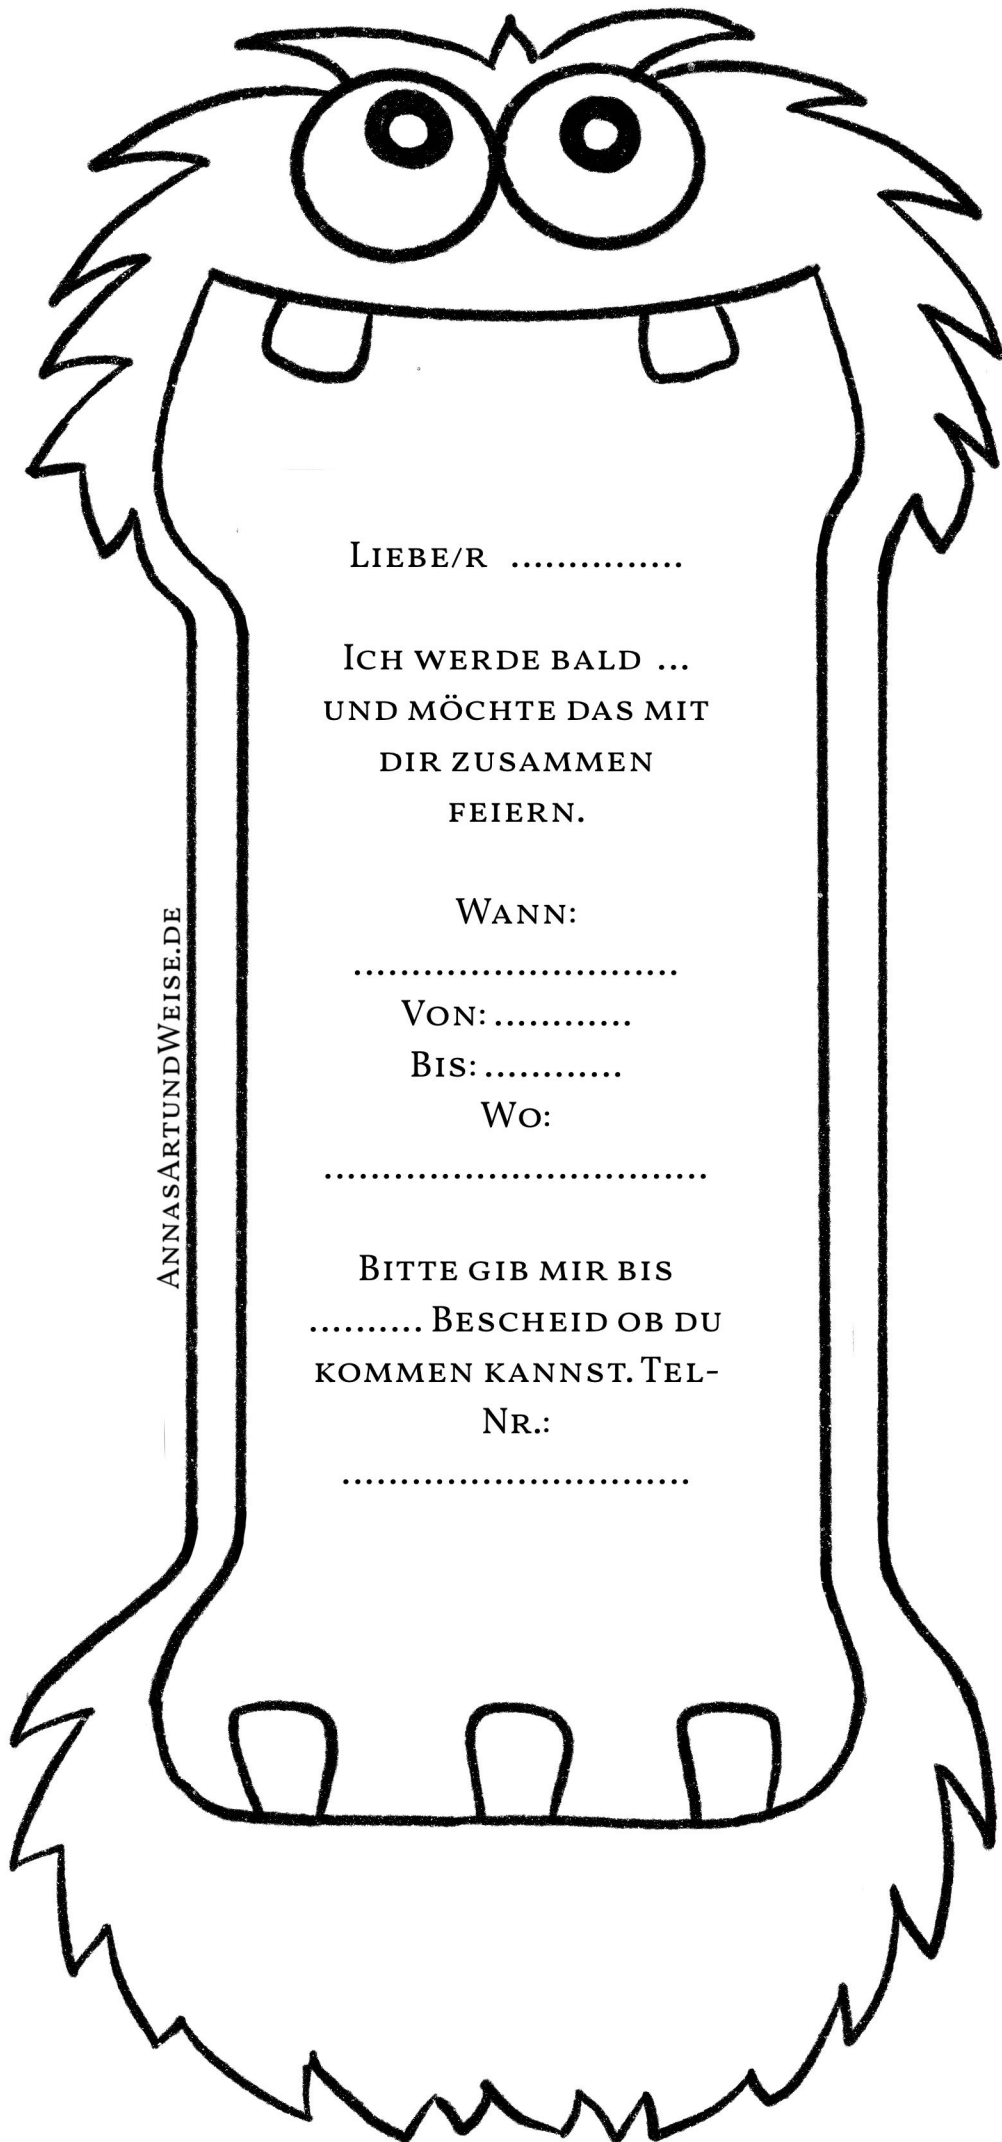 Liebe/r ...............
Ich werde bald ...
und möchte das mit
dir zusammen
feiern.
Wann:
............................
Von: ............
Bis: ............
Wo:
.................................
Bitte gib mir bis
.......... Bescheid ob du
kommen kannst. Tel-
Nr.:
..............................
AnnasArtundWeise.de